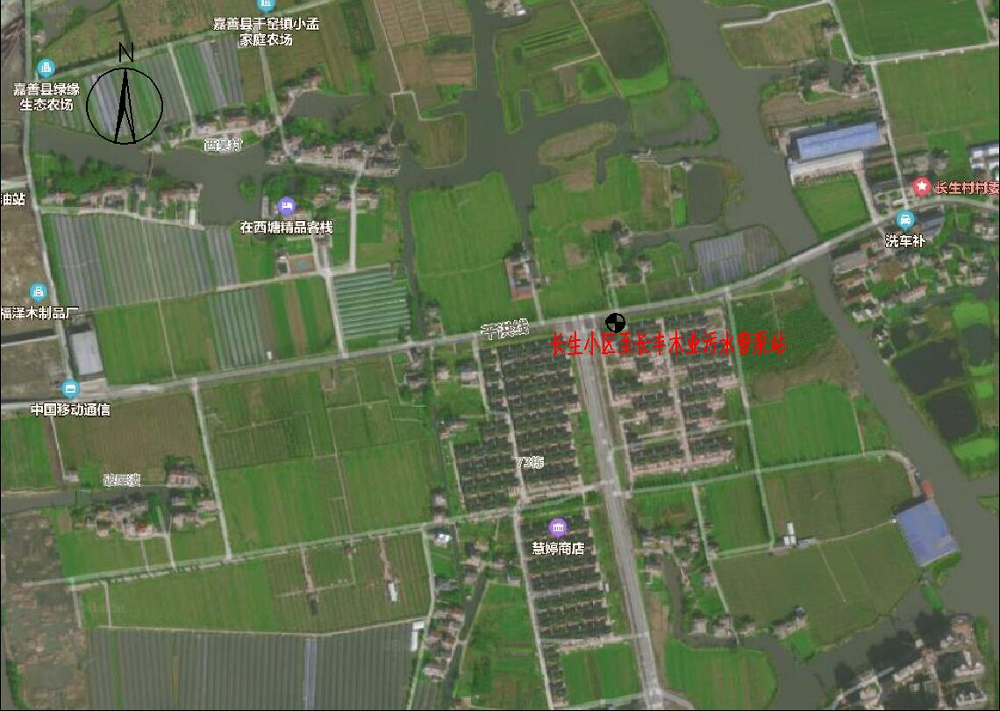 嘉善县干窑镇小孟
家庭农场
N
嘉善县绿缘
生态农场
西吴村
长生村村委
油站
在西塘精品客栈
洗车补
福泽木制品厂
干洪线
长生小区至长丰木业污水管泵站
中国移动通信
73栋
破屋浜
慧婷商店